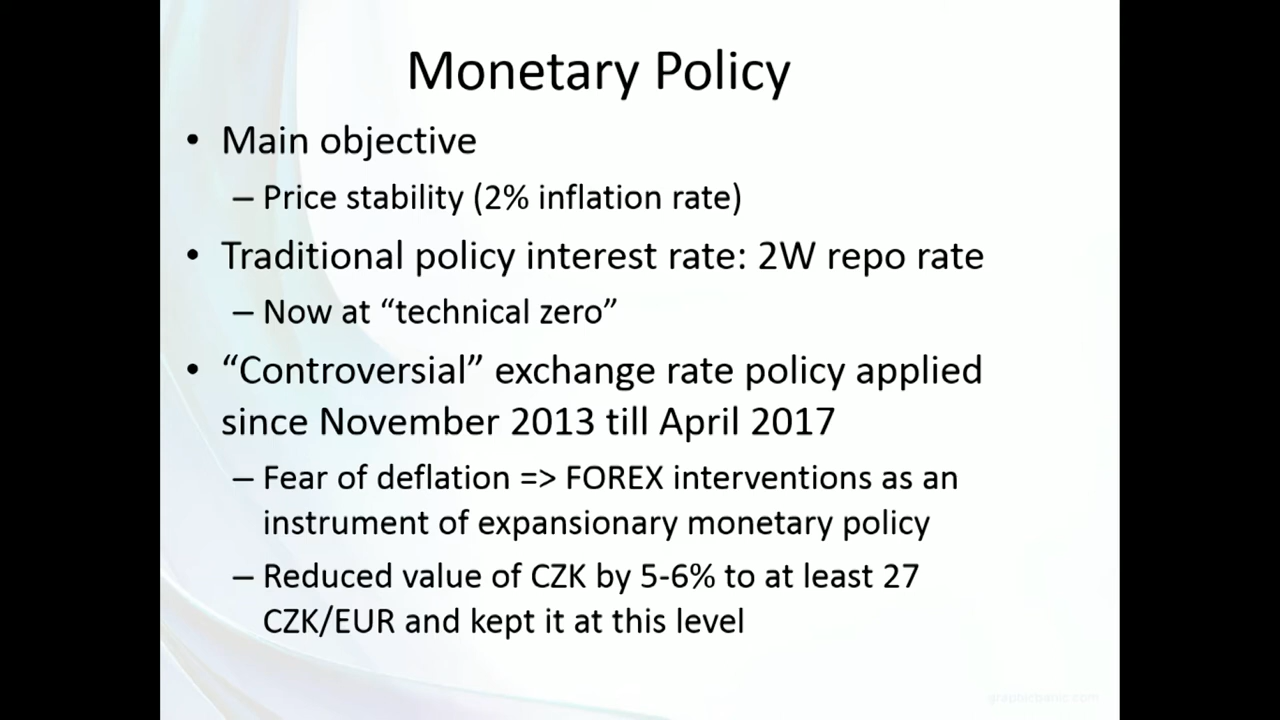 Monetary Policy
• Main objective
– Price stability (2% inflation rate)
• Traditional policy interest rate: 2W repo rate
– Now at “technical zero”
• “Controversial” exchange rate policy applied
since November 2013 till April 2017
– Fear of deflation => FOREX interventions as an
instrument of expansionary monetary policy
– Reduced value of CZK by 5-6% to at least 27
CZK/EUR and kept it at this level